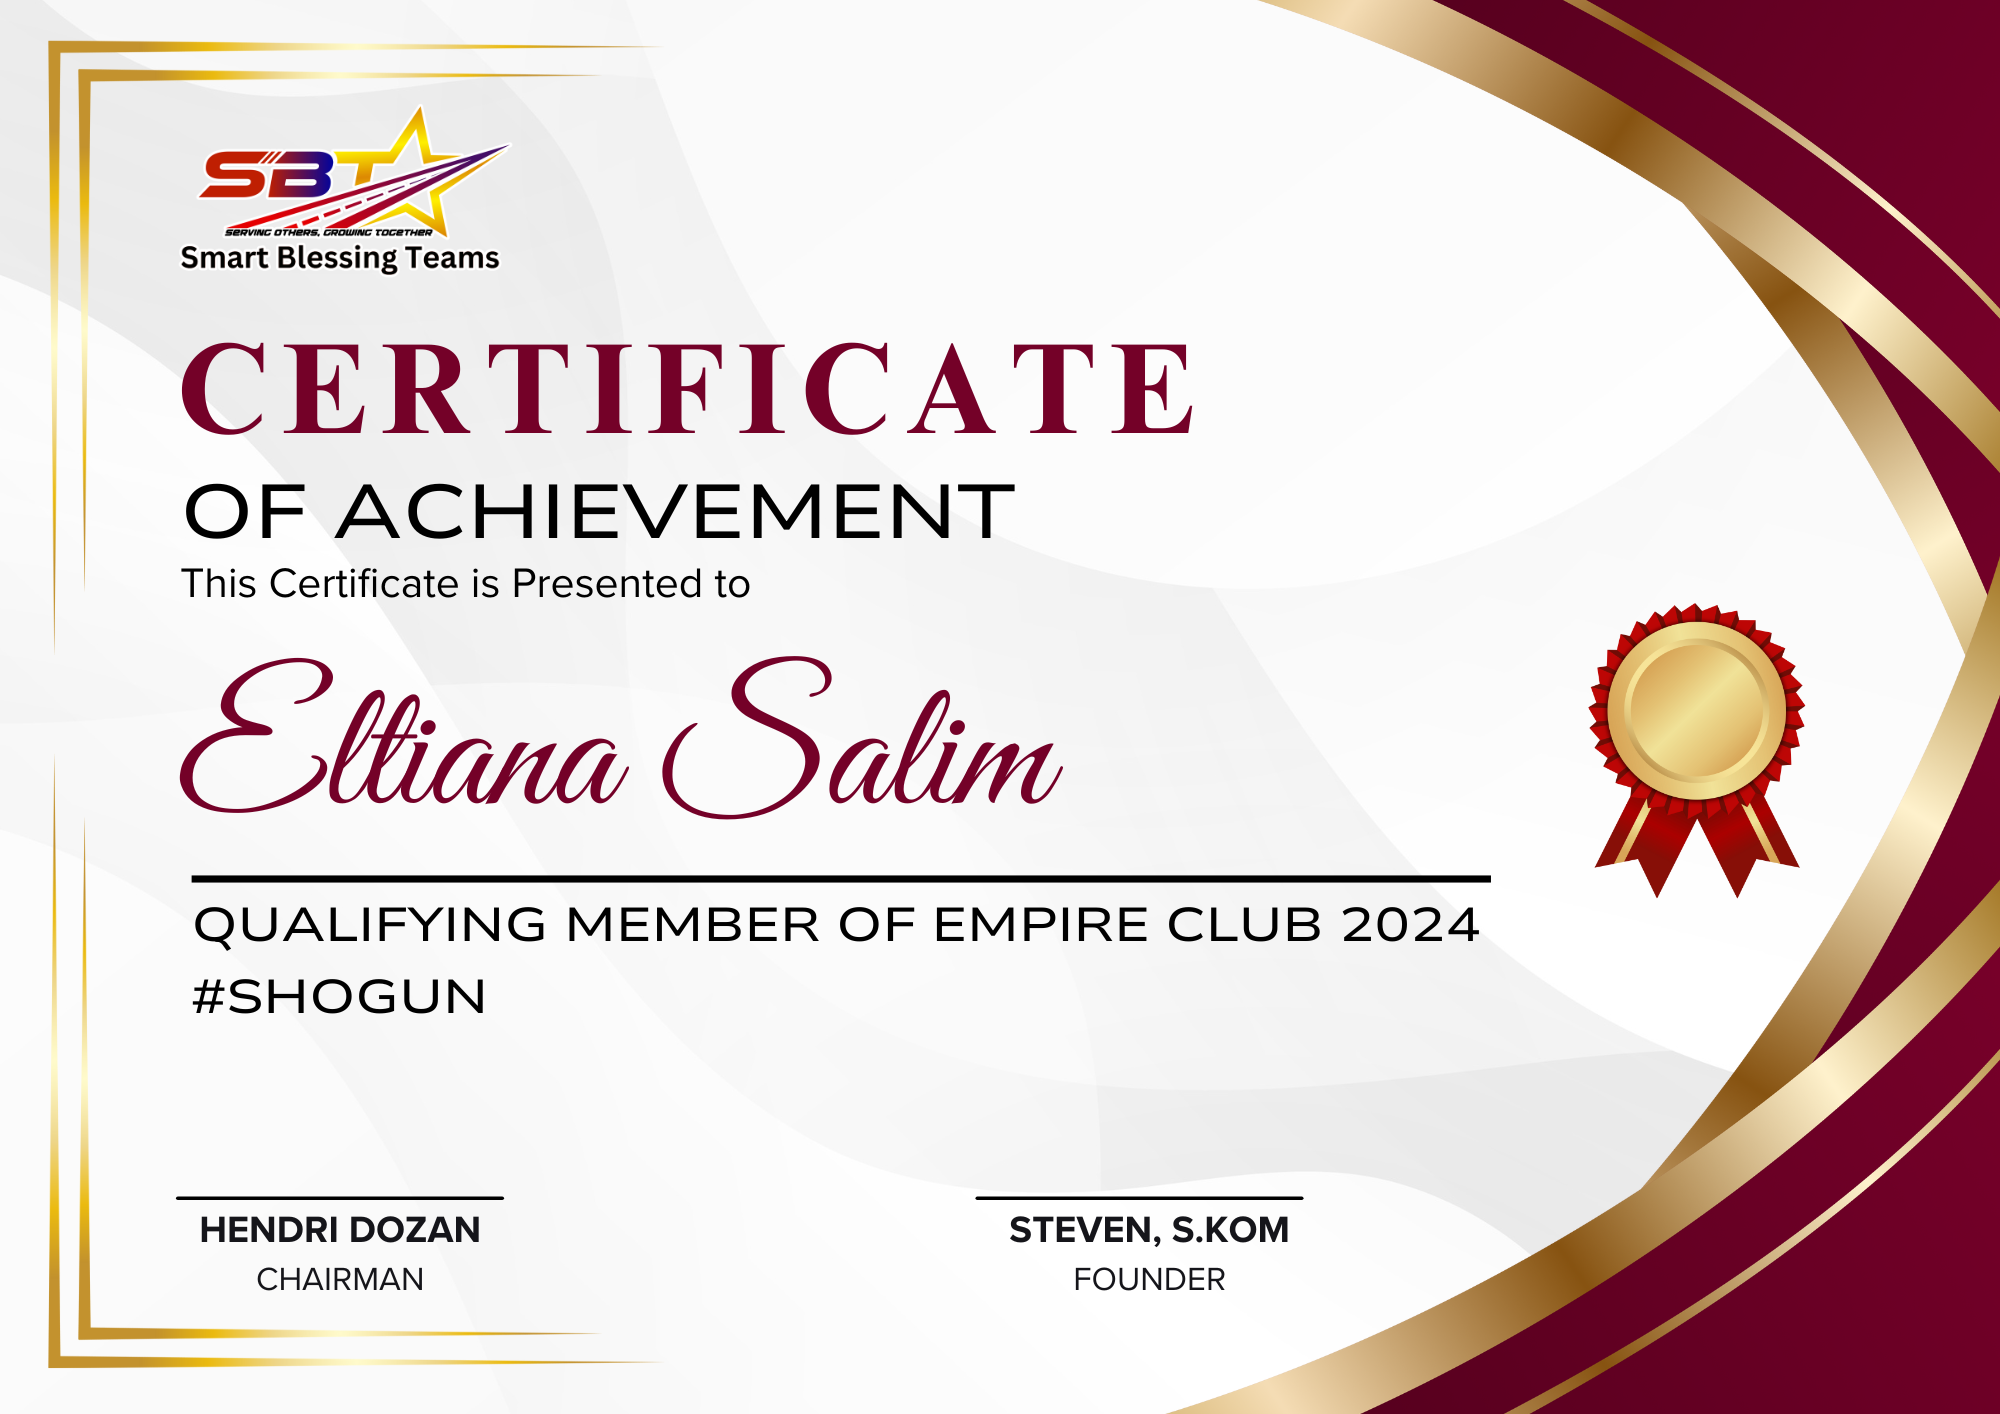 SBT
SERVING OTHERS, GROWING TOGETHER
Smart Blessing Teams
CERTIFICATE
OF ACHIEVEMENT
This Certificate is Presented to
Eltiana Salim
QUALIFYING MEMBER OF EMPIRE CLUB 2024
#SHOGUN
HENDRI DOZAN
CHAIRMAN
STEVEN, S.KOM
FOUNDER